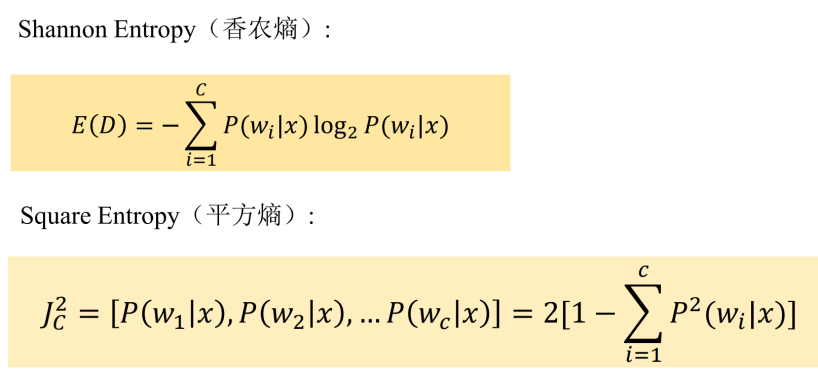 Shannon Entropy（香农熵）:
E(D) = −∑_{i=1}^{C} P(w_i|x) log_2 P(w_i|x)
Square Entropy（平方熵）:
J_C^2 = [P(w_1|x), P(w_2|x), … P(w_c|x)] = 2[1 − ∑_{i=1}^{c} P^2(w_i|x)]